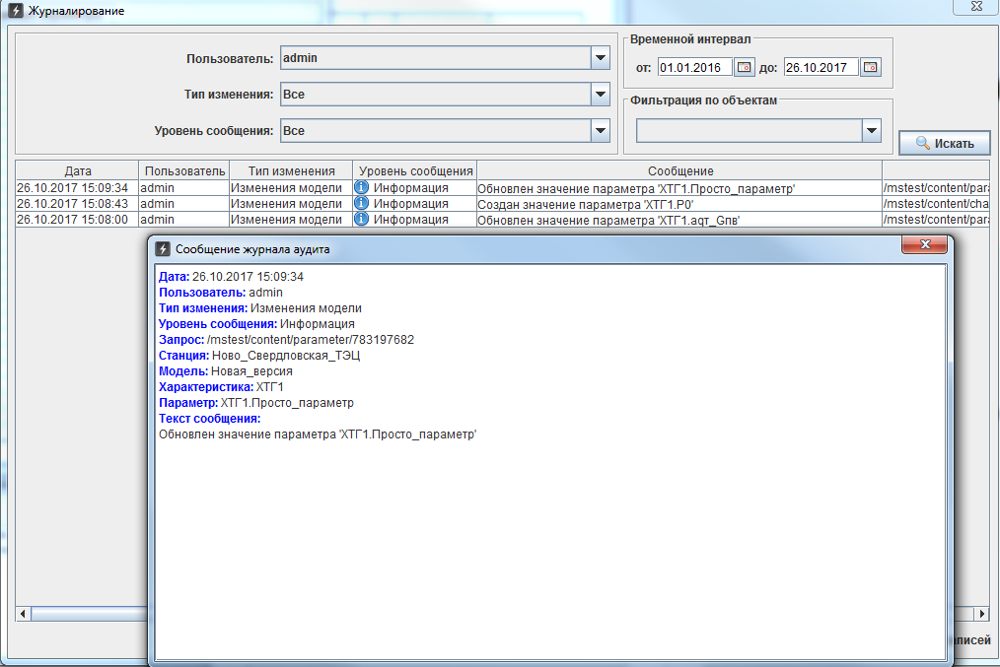 Журналирование
Пользователь: admin
Тип изменения: Все
Уровень сообщения: Все
Временной интервал
от: 01.01.2016 до: 26.10.2017
Фильтрация по объектам
Искать
Дата Пользователь Тип изменения Уровень сообщения Сообщение
26.10.2017 15:09:34 admin Изменения модели Информация Обновлен значение параметра 'ХТГ1.Просто_параметр' /mstest/content/para
26.10.2017 15:08:43 admin Изменения модели Информация Создан значение параметра 'ХТГ1.P0' /mstest/content/cha
26.10.2017 15:08:00 admin Изменения модели Информация Обновлен значение параметра 'ХТГ1.aqт_Gпв' /mstest/content/para
Сообщение журнала аудита
Дата: 26.10.2017 15:09:34
Пользователь: admin
Тип изменения: Изменения модели
Уровень сообщения: Информация
Запрос: /mstest/content/parameter/783197682
Станция: Ново_Свердловская_ТЭЦ
Модель: Новая_версия
Характеристика: ХТГ1
Параметр: ХТГ1.Просто_параметр
Текст сообщения:
Обновлен значение параметра 'ХТГ1.Просто_параметр'